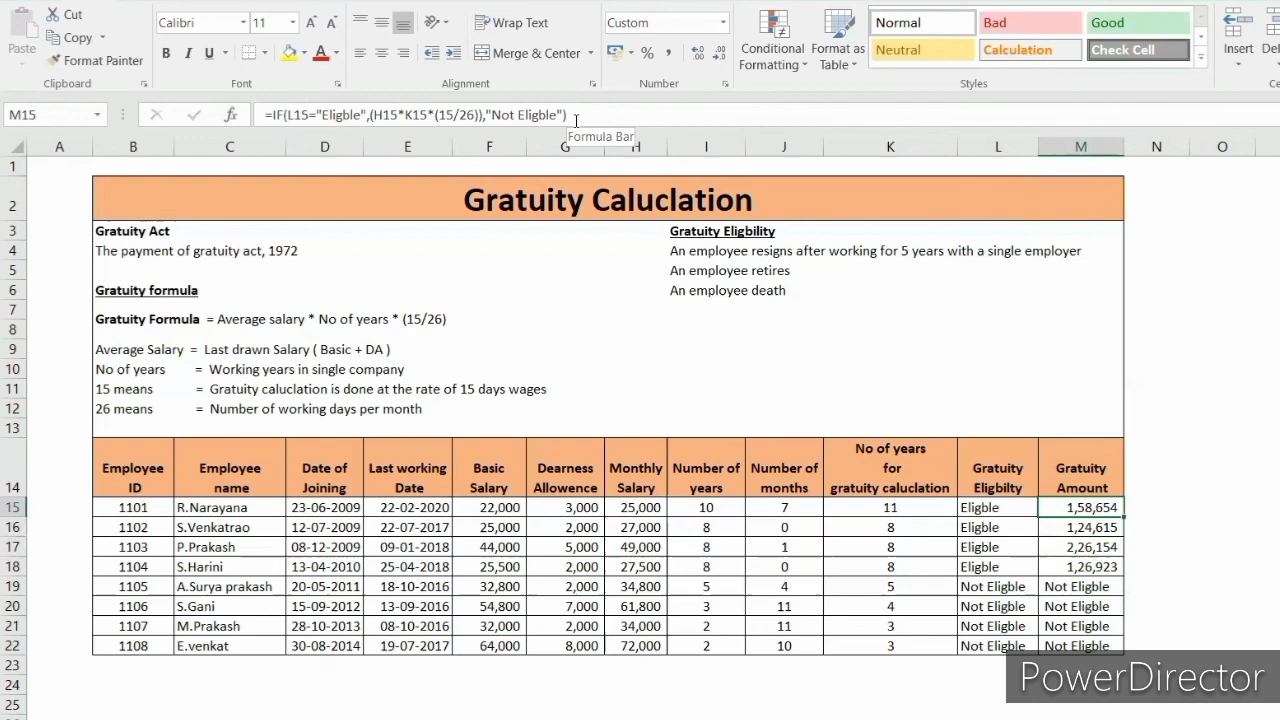 Cut
Copy
Format Painter
Paste
Clipboard
Calibri 11
B I U
Font
Wrap Text
Merge & Center
Alignment
Custom
%
Number
Conditional Formatting
Format as Table
Normal Bad Good
Neutral Calculation Check Cell
Styles
Insert
M15 fx =IF(L15="Eligble",(H15*K15*(15/26)),"Not Eligble")
Formula Bar
A B C D E F G H I J K L M N O
1
2 Gratuity Caluclation
3 Gratuity Act Gratuity Eligbility
4 The payment of gratuity act, 1972 An employee resigns after working for 5 years with a single employer
5 An employee retires
6 Gratuity formula An employee death
7
Gratuity Formula = Average salary * No of years * (15/26)
8
9 Average Salary = Last drawn Salary ( Basic + DA )
10 No of years = Working years in single company
11 15 means = Gratuity caluclation is done at the rate of 15 days wages
12 26 means = Number of working days per month
13
14 Employee ID Employee name Date of Joining Last working Date Basic Salary Dearness Allowence Monthly Salary Number of years Number of months No of years for gratuity caluclation Gratuity Eligbilty Gratuity Amount
15 1101 R.Narayana 23-06-2009 22-02-2020 22,000 3,000 25,000 10 7 11 Eligble 1,58,654
16 1102 S.Venkatrao 12-07-2009 22-07-2017 25,000 2,000 27,000 8 0 8 Eligble 1,24,615
17 1103 P.Prakash 08-12-2009 09-01-2018 44,000 5,000 49,000 8 1 8 Eligble 2,26,154
18 1104 S.Harini 13-04-2010 25-04-2018 25,500 2,000 27,500 8 0 8 Eligble 1,26,923
19 1105 A.Surya prakash 20-05-2011 18-10-2016 32,800 2,000 34,800 5 4 5 Not Eligble Not Eligble
20 1106 S.Gani 15-09-2012 13-09-2016 54,800 7,000 61,800 3 11 4 Not Eligble Not Eligble
21 1107 M.Prakash 28-10-2013 08-10-2016 32,000 2,000 34,000 2 11 3 Not Eligble Not Eligble
22 1108 E.venkat 30-08-2014 19-07-2017 64,000 8,000 72,000 2 10 3 Not Eligble Not Eligble
23
24
25
PowerDirector